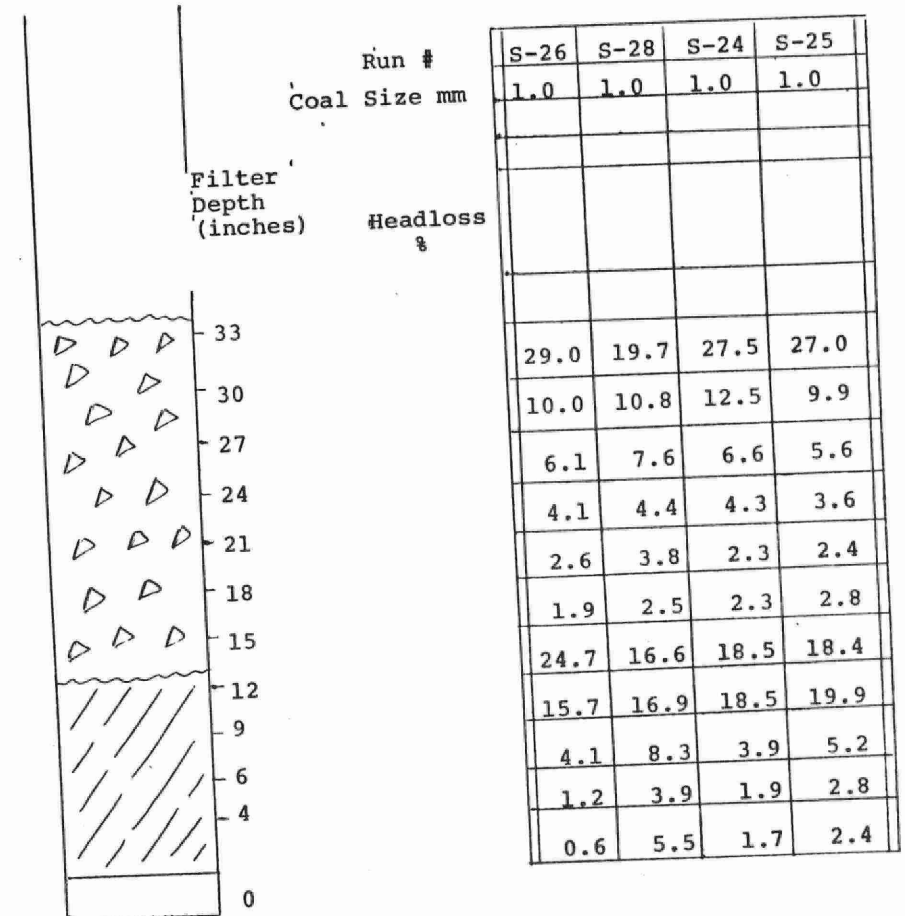 Run # S-26 S-28 S-24 S-25
Coal Size mm 1.0 1.0 1.0 1.0
Filter
Depth
(inches) Headloss
%
33 29.0 19.7 27.5 27.0
30 10.0 10.8 12.5 9.9
27 6.1 7.6 6.6 5.6
24 4.1 4.4 4.3 3.6
21 2.6 3.8 2.3 2.4
18 1.9 2.5 2.3 2.8
15 24.7 16.6 18.5 18.4
12 15.7 16.9 18.5 19.9
9 4.1 8.3 3.9 5.2
6 1.2 3.9 1.9 2.8
4 0.6 5.5 1.7 2.4
0